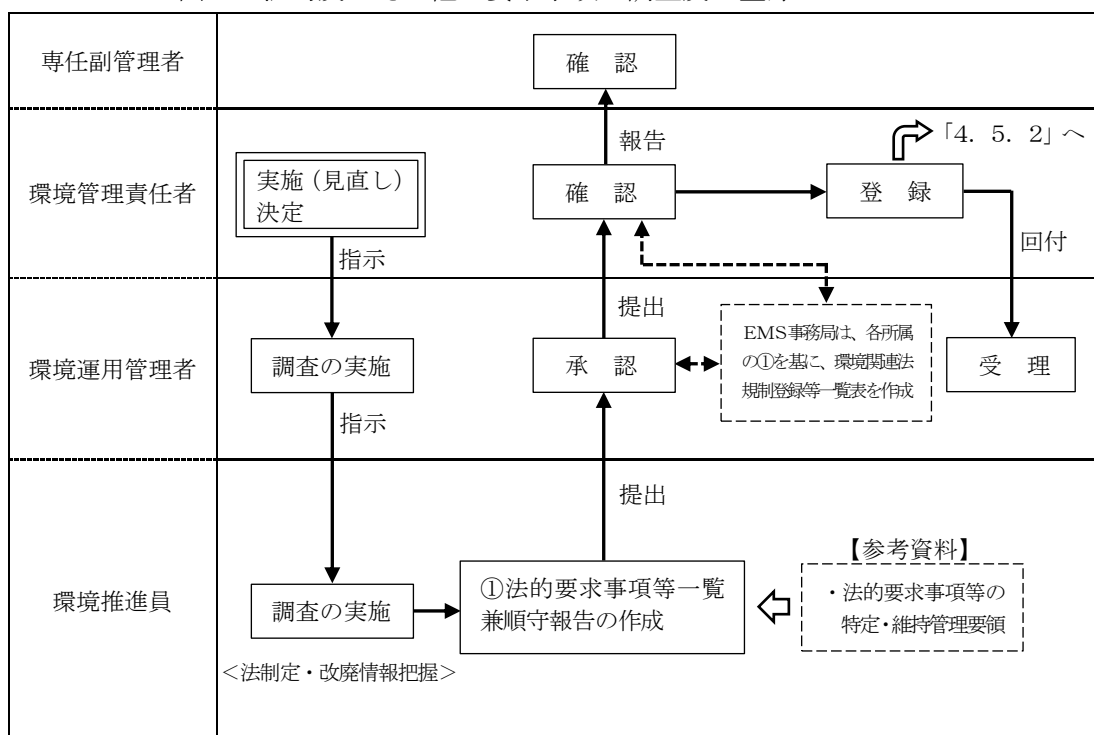 専任副管理者
確　認
報告
「4．5．2」へ
環境管理責任者
実施（見直し）
決定
確　認
登　録
指示
回付
提出
環境運用管理者
調査の実施
承　認
EMS事務局は、各所属
の①を基に、環境関連法
規制登録等一覧表を作成
受　理
指示
提出
【参考資料】
環境推進員
調査の実施
①法的要求事項等一覧
兼順守報告の作成
・法的要求事項等の
特定・維持管理要領
＜法制定・改廃情報把握＞